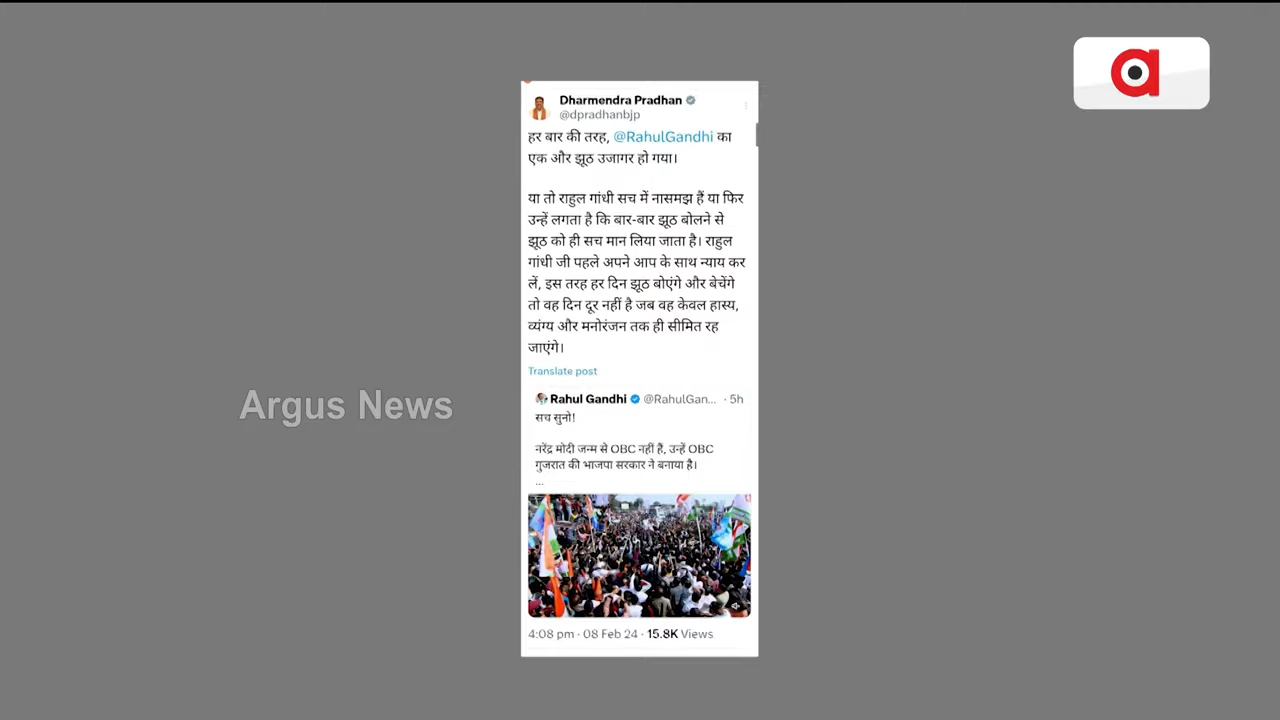 Dharmendra Pradhan
@dpradhanbjp
हर बार की तरह, @RahulGandhi का
एक और झूठ उजागर हो गया।
या तो राहुल गांधी सच में नासमझ हैं या फिर
उन्हें लगता है कि बार-बार झूठ बोलने से
झूठ को ही सच मान लिया जाता है। राहुल
गांधी जी पहले अपने आप के साथ न्याय कर
लें, इस तरह हर दिन झूठ बोएंगे और बेचेंगे
तो वह दिन दूर नहीं है जब वह केवल हास्य,
व्यंग्य और मनोरंजन तक ही सीमित रह
जाएंगे।
Translate post
Rahul Gandhi @RahulGan... · 5h
सच सुनो!
नरेंद्र मोदी जन्म से OBC नहीं हैं, उन्हें OBC
गुजरात की भाजपा सरकार ने बनाया है।
...
4:08 pm · 08 Feb 24 · 15.8K Views
Argus News
a